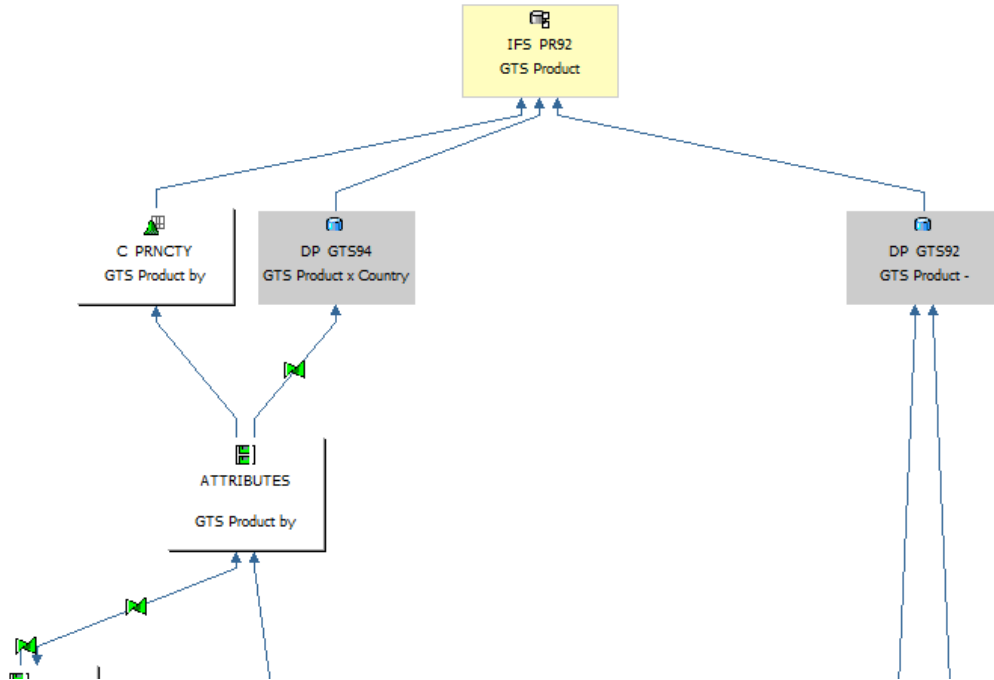 IFS PR92
GTS Product
C PRNCTY
GTS Product by
DP GTS94
GTS Product x Country
DP GTS92
GTS Product -
ATTRIBUTES
GTS Product by